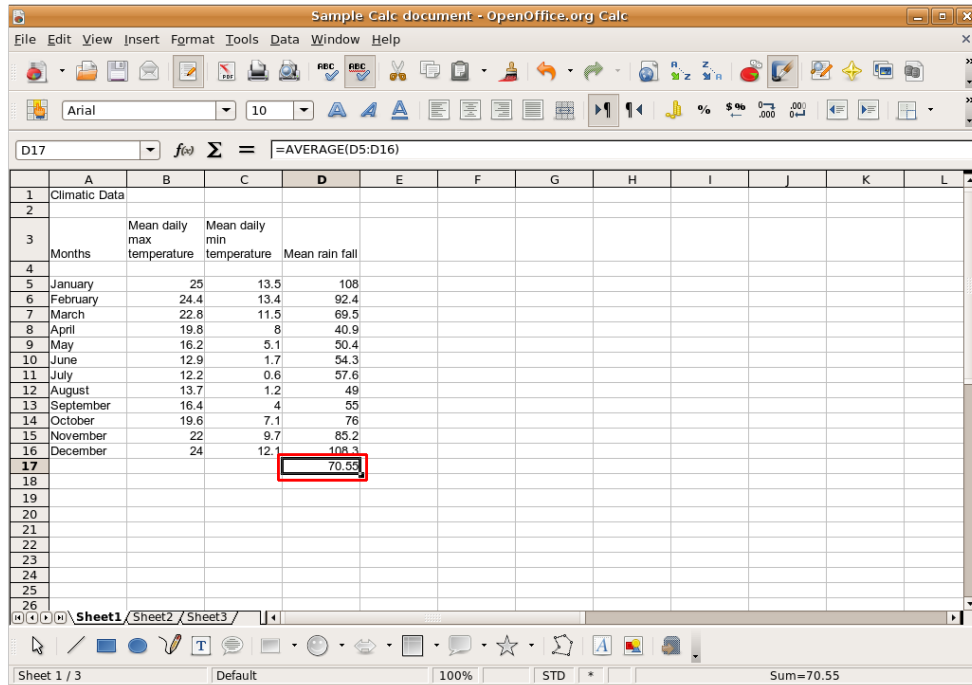 Sample Calc document - OpenOffice.org Calc
File Edit View Insert Format Tools Data Window Help
Arial 10
D17 f(x) Σ = =AVERAGE(D5:D16)
A B C D E F G H I J K L
1 Climatic Data
2
3 Months Mean daily max temperature Mean daily min temperature Mean rain fall
4
5 January 25 13.5 108
6 February 24.4 13.4 92.4
7 March 22.8 11.5 69.5
8 April 19.8 8 40.9
9 May 16.2 5.1 50.4
10 June 12.9 1.7 54.3
11 July 12.2 0.6 57.6
12 August 13.7 1.2 49
13 September 16.4 4 55
14 October 19.6 7.1 76
15 November 22 9.7 85.2
16 December 24 12.1 108.3
17 70.55
18
19
20
21
22
23
24
25
26
Sheet1 Sheet2 Sheet3
Sheet 1 / 3 Default 100% STD * Sum=70.55